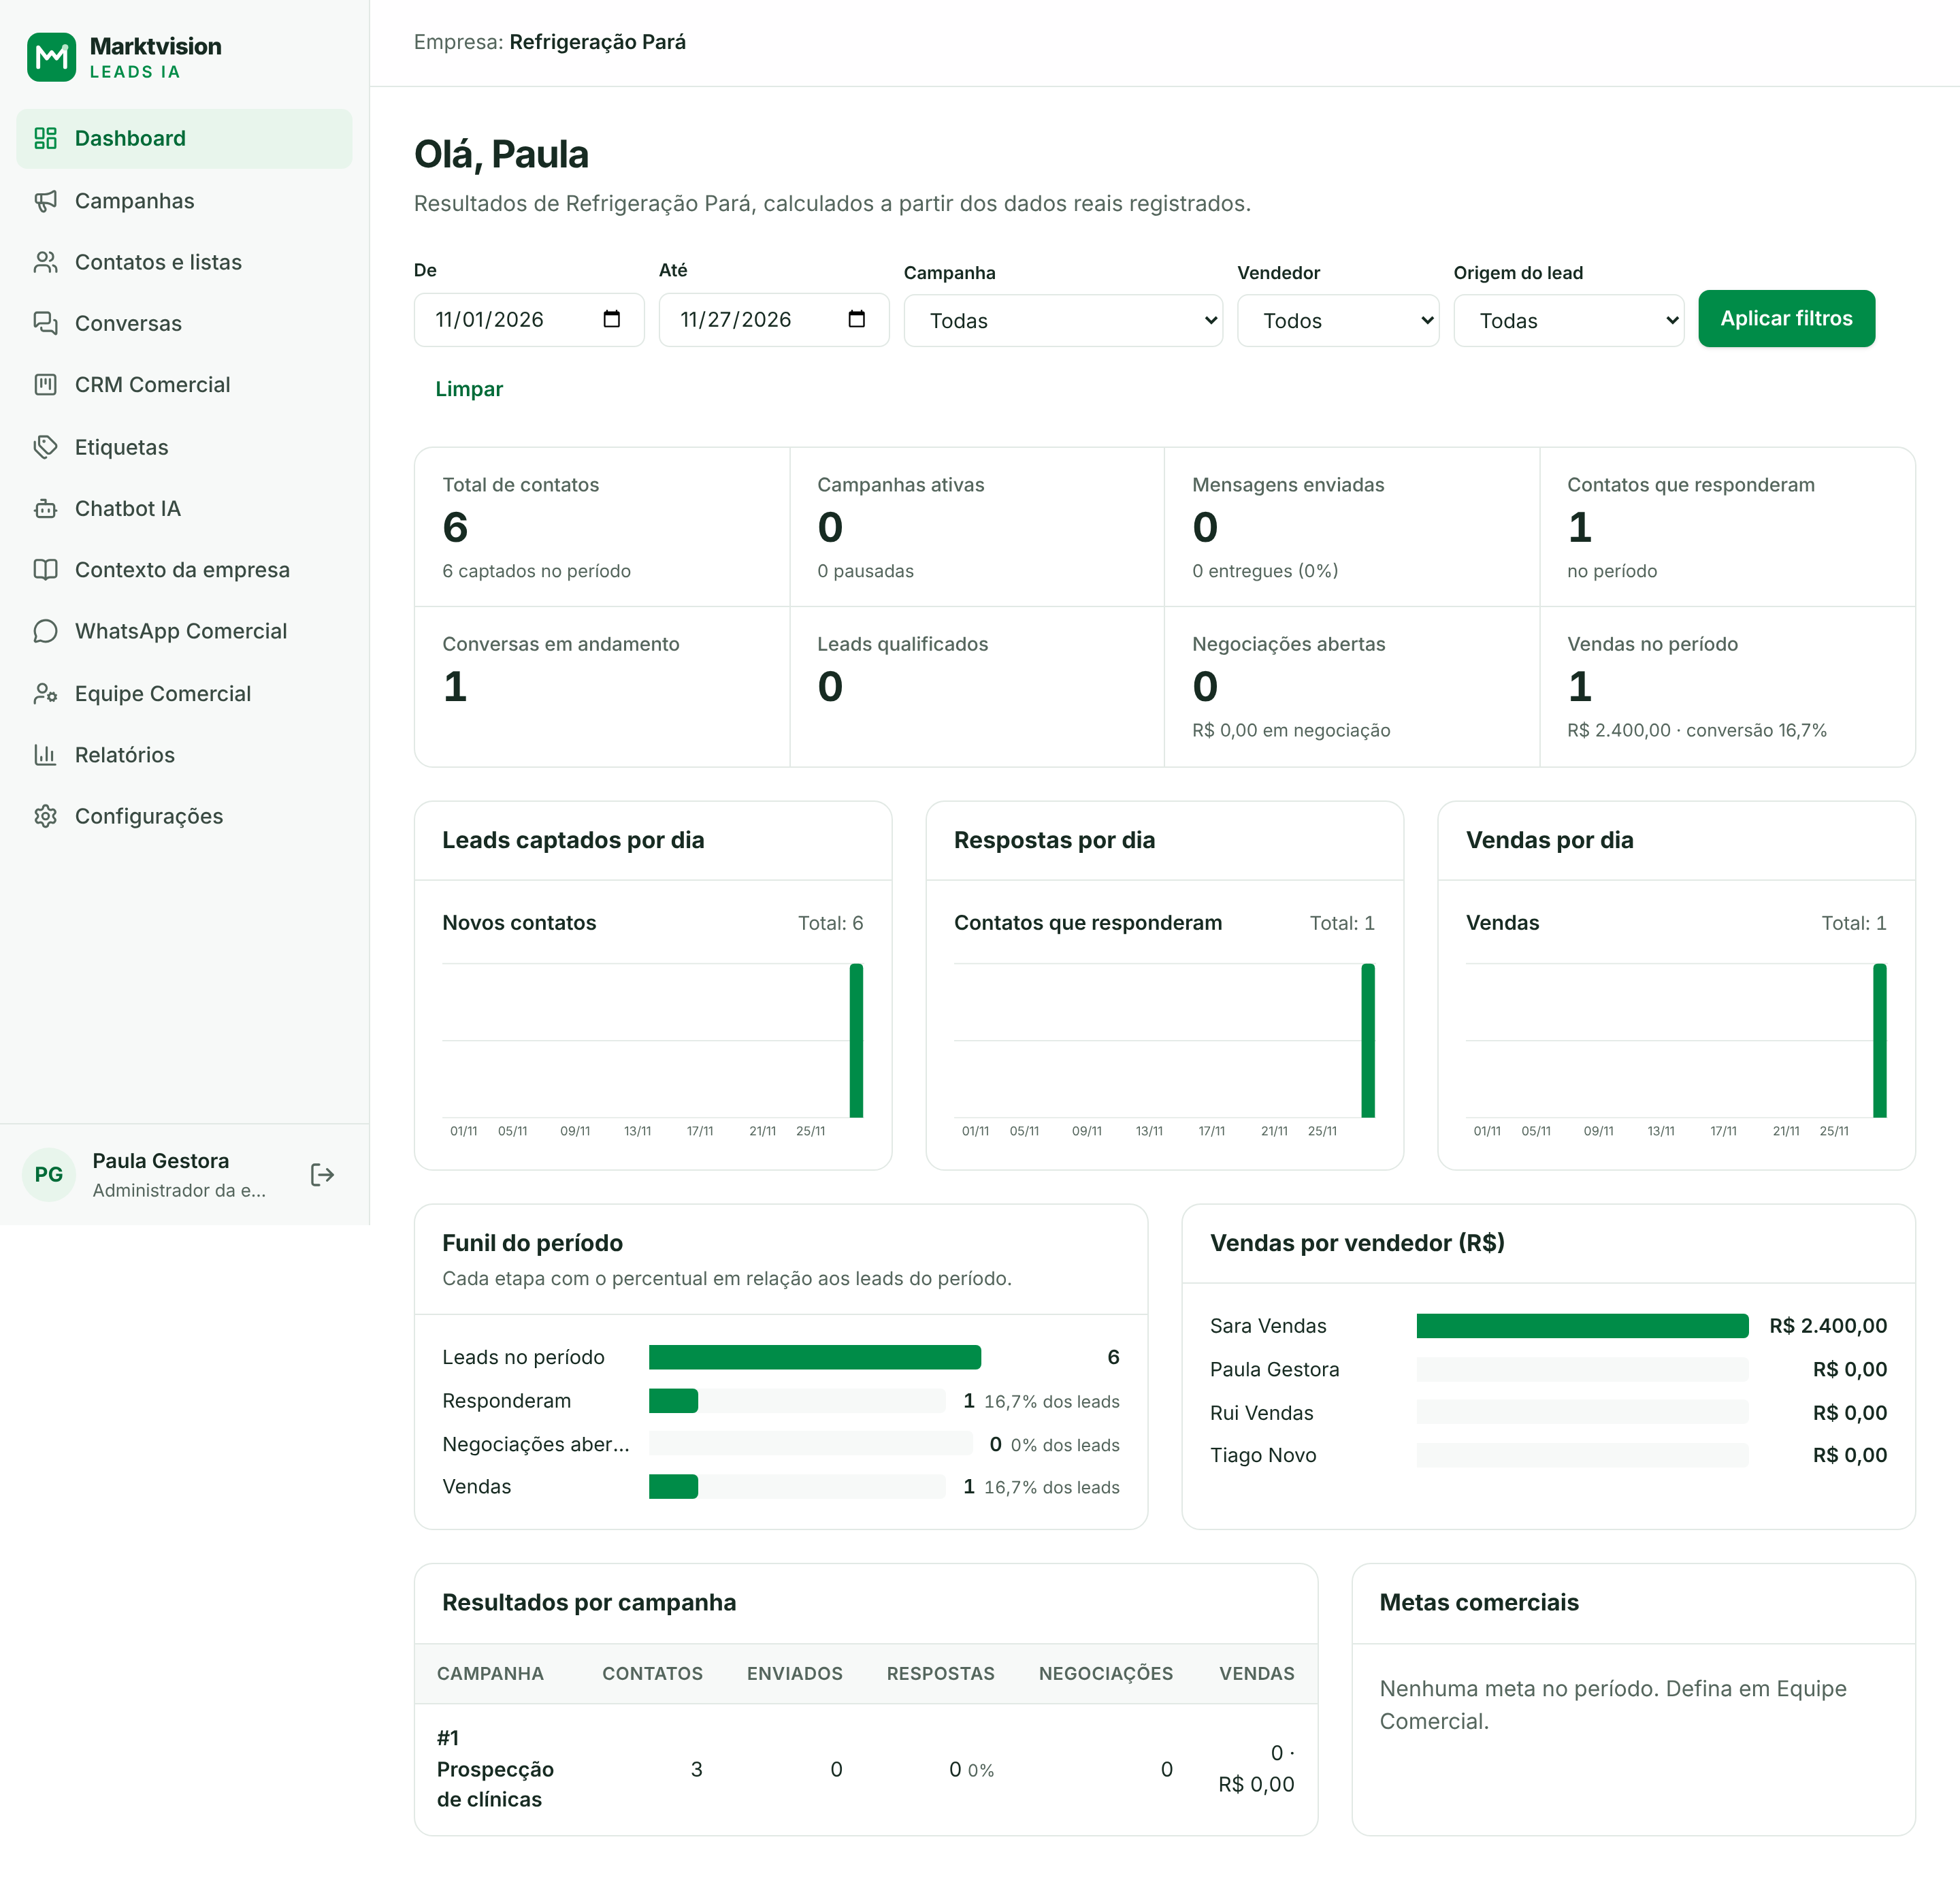 Marktvision
LEADS IA
Dashboard
Campanhas
Contatos e listas
Conversas
CRM Comercial
Etiquetas
Chatbot IA
Contexto da empresa
WhatsApp Comercial
Equipe Comercial
Relatórios
Configurações
PG
Paula Gestora
Administrador da e...
Empresa: Refrigeração Pará
Olá, Paula
Resultados de Refrigeração Pará, calculados a partir dos dados reais registrados.
De
Até
Campanha
Vendedor
Origem do lead
11/01/2026
11/27/2026
Todas
Todos
Todas
Aplicar filtros
Limpar
Total de contatos
6
6 captados no período
Campanhas ativas
0
0 pausadas
Mensagens enviadas
0
0 entregues (0%)
Contatos que responderam
1
no período
Conversas em andamento
1
Leads qualificados
0
Negociações abertas
0
R$ 0,00 em negociação
Vendas no período
1
R$ 2.400,00 · conversão 16,7%
Leads captados por dia
Novos contatos
Total: 6
01/11 05/11 09/11 13/11 17/11 21/11 25/11
Respostas por dia
Contatos que responderam
Total: 1
01/11 05/11 09/11 13/11 17/11 21/11 25/11
Vendas por dia
Vendas
Total: 1
01/11 05/11 09/11 13/11 17/11 21/11 25/11
Funil do período
Cada etapa com o percentual em relação aos leads do período.
Leads no período 6
Responderam 1 16,7% dos leads
Negociações aber... 0 0% dos leads
Vendas 1 16,7% dos leads
Vendas por vendedor (R$)
Sara Vendas R$ 2.400,00
Paula Gestora R$ 0,00
Rui Vendas R$ 0,00
Tiago Novo R$ 0,00
Resultados por campanha
CAMPANHA CONTATOS ENVIADOS RESPOSTAS NEGOCIAÇÕES VENDAS
#1
Prospecção
de clínicas
3
0
0 0%
0
0 ·
R$ 0,00
Metas comerciais
Nenhuma meta no período. Defina em Equipe
Comercial.